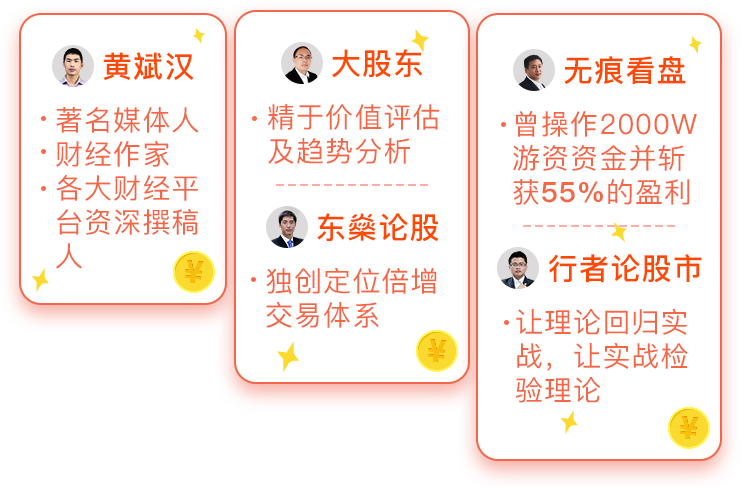 黄斌汉
· 著名媒体人
· 财经作家
· 各大财经平
台资深撰稿
人
¥
大股东
· 精于价值评估
及趋势分析
东燊论股
· 独创定位倍增
交易体系
¥
无痕看盘
· 曾操作2000W
游资资金并斩
获55%的盈利
行者论股市
· 让理论回归实
战，让实战检
验理论
¥